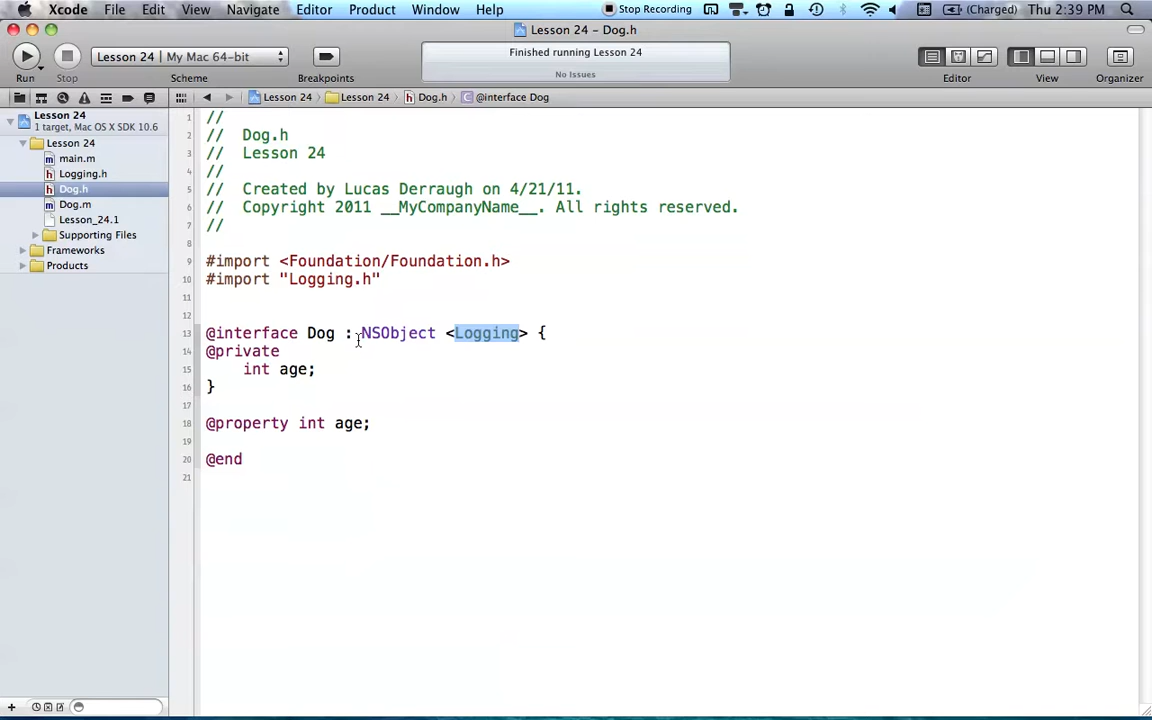 Xcode File Edit View Navigate Editor Product Window Help Stop Recording (Charged) Thu 2:39 PM
Lesson 24 – Dog.h
Lesson 24 | My Mac 64-bit
Finished running Lesson 24
No Issues
Run Stop Scheme Breakpoints Editor View Organizer
Lesson 24 Lesson 24 Dog.h @interface Dog
Lesson 24
1 target, Mac OS X SDK 10.6
Lesson 24
main.m
Logging.h
Dog.h
Dog.m
Lesson_24.1
Supporting Files
Frameworks
Products
1 //
2 // Dog.h
3 // Lesson 24
4 //
5 // Created by Lucas Derraugh on 4/21/11.
6 // Copyright 2011 __MyCompanyName__. All rights reserved.
7 //
8
9 #import <Foundation/Foundation.h>
10 #import "Logging.h"
11
12
13 @interface Dog : NSObject <Logging> {
14 @private
15 int age;
16 }
17
18 @property int age;
19
20 @end
21